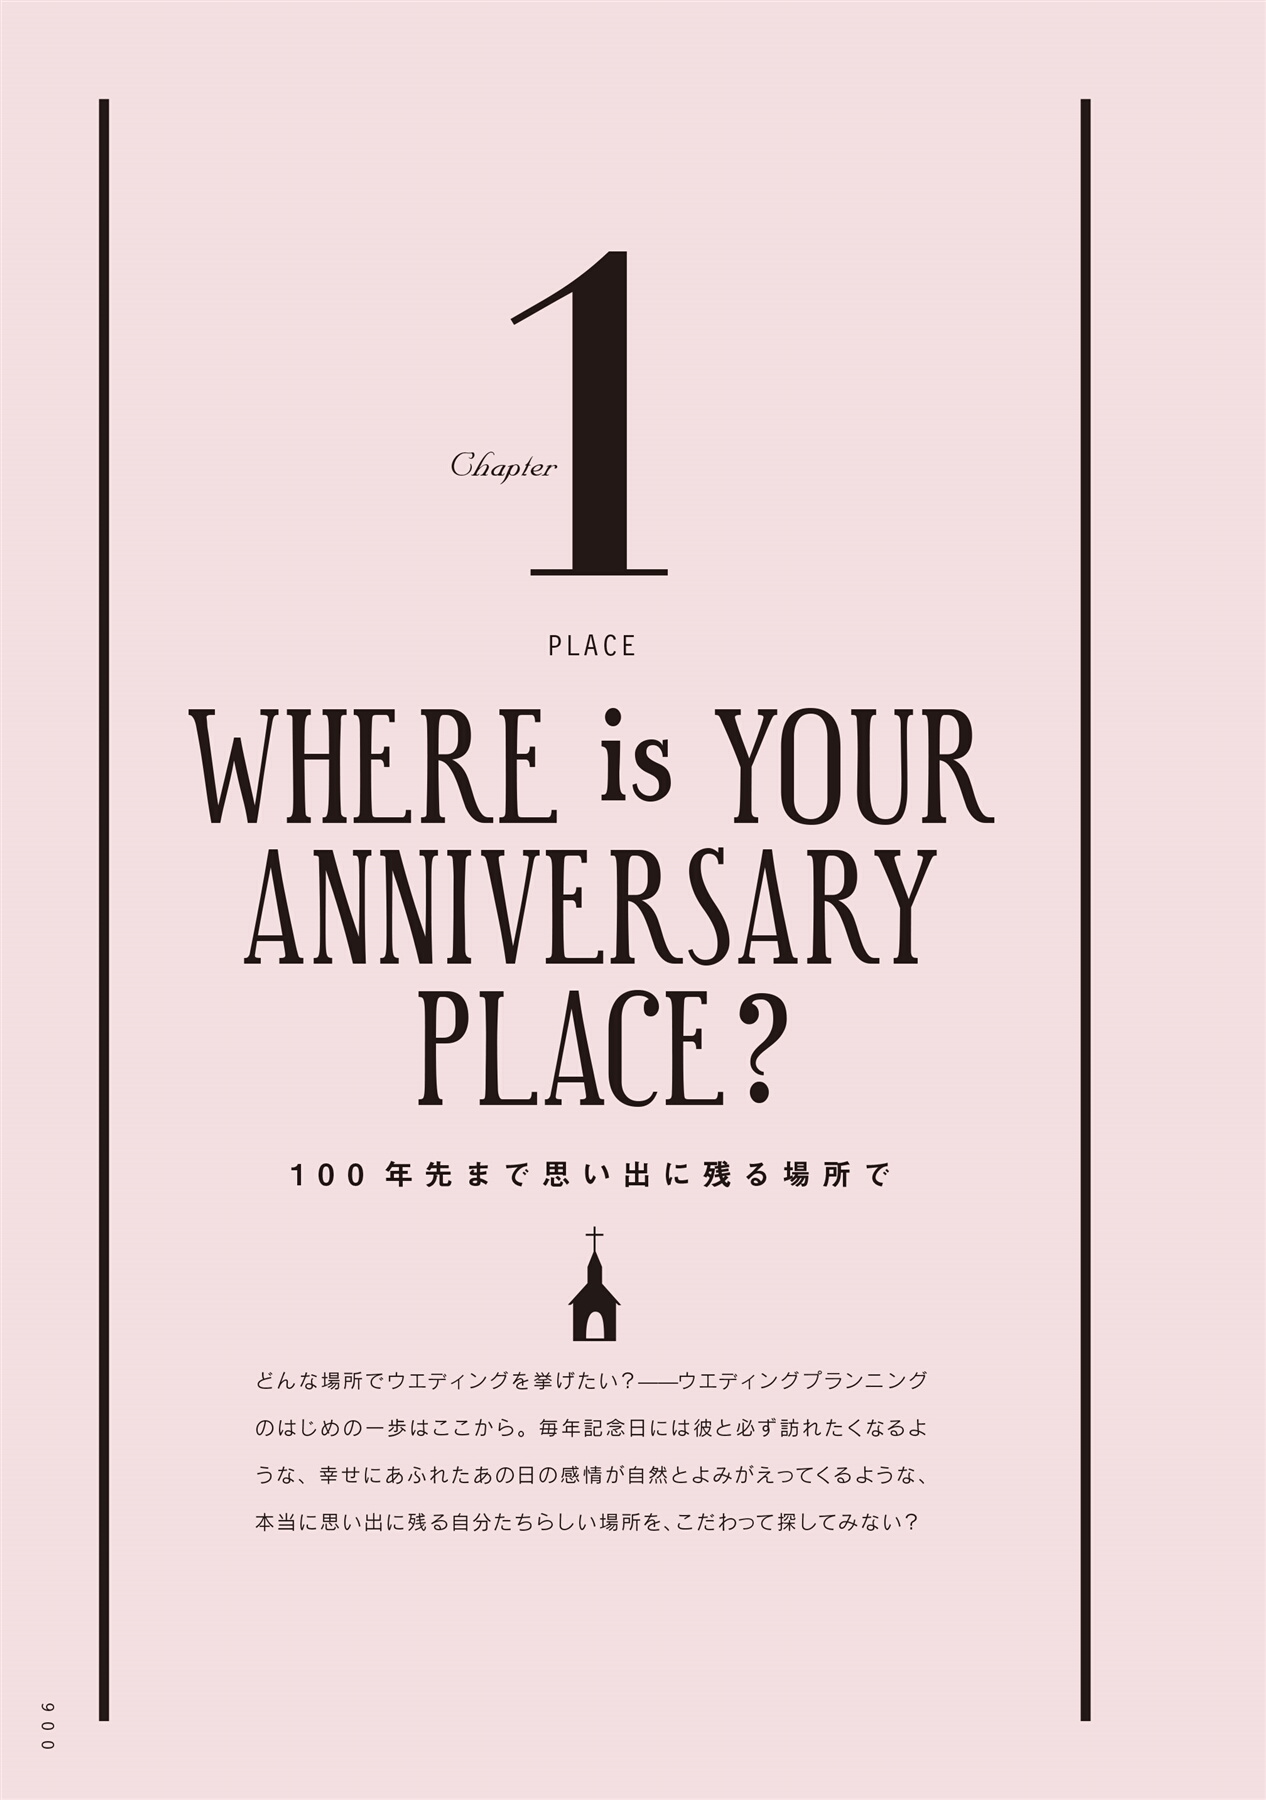 Chapter
1
PLACE
WHERE is YOUR
ANNIVERSARY
PLACE?
100年先まで思い出に残る場所で
どんな場所でウエディングを挙げたい?——ウエディングプランニング
のはじめの一歩はここから。毎年記念日には彼と必ず訪れたくなるよ
うな、幸せにあふれたあの日の感情が自然とよみがえってくるような、
本当に思い出に残る自分たちらしい場所を、こだわって探してみない?
006